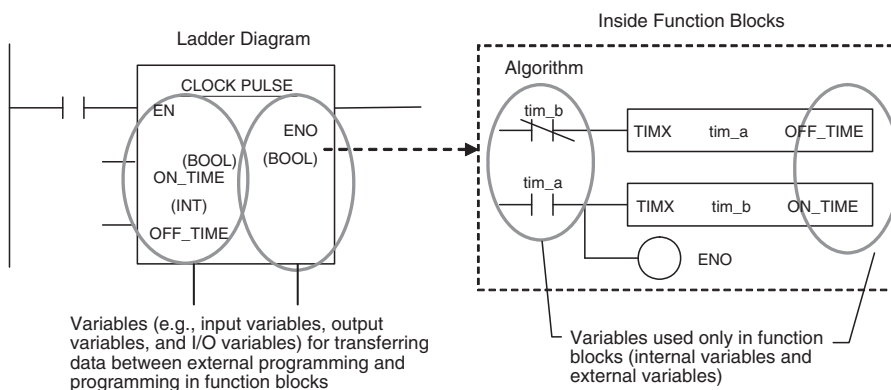 Ladder Diagram
CLOCK PULSE
EN
ENO
(BOOL)
(BOOL)
ON_TIME
(INT)
OFF_TIME
Variables (e.g., input variables, output
variables, and I/O variables) for transferring
data between external programming and
programming in function blocks
Inside Function Blocks
Algorithm
tim_b
TIMX tim_a OFF_TIME
tim_a
TIMX tim_b ON_TIME
ENO
Variables used only in function
blocks (internal variables and
external variables)